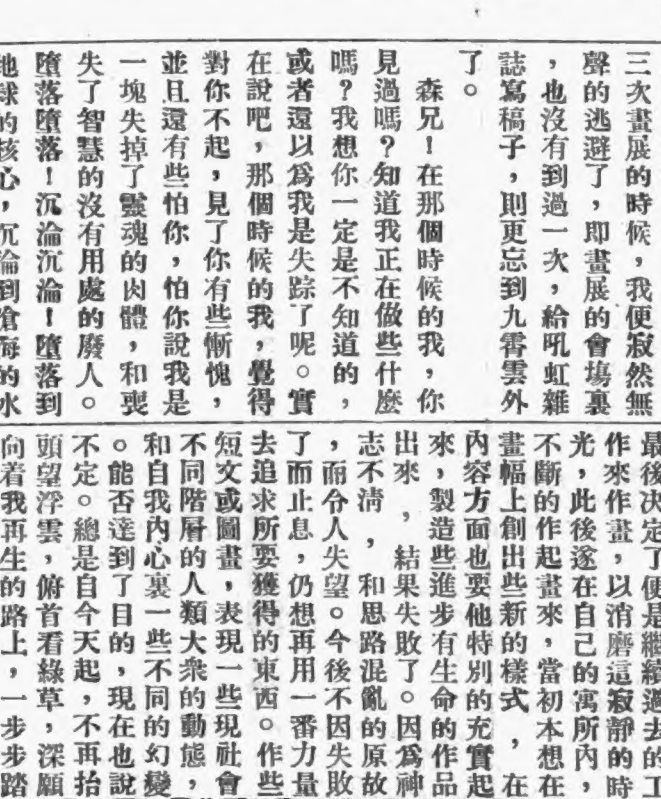 三次畫展的時候，我便寂然無
聲的逃避了，即畫展的會塲裏
，也沒有到過一次，給吼虹雜
誌寫稿子，則更忘到九霄雲外
了。
森兄！在那個時候的我，你
見過嗎？知道我正在做些什麼
嗎？我想你一定是不知道的，
或者還以爲我是失踪了呢。實
在說吧，那個時候的我，覺得
對你不起，見了你有些慚愧，
並且還有些怕你，怕你說我是
一塊失掉了靈魂的肉體，和喪
失了智慧的沒有用處的廢人。
墮落墮落！沉淪沉淪！墮落到
地球的核心，沉淪到滄海的水
最後决定了便是繼續過去的工
作來作畫，以消磨這寂靜的時
光，此後遂在自己的寓所內，
不斷的作起畫來，當初本想在
畫幅上創出些新的樣式，在
內容方面也要他特別的充實起
來，製造些進步有生命的作品
出來，結果失敗了。因爲神
志不淸，和思路混亂的原故
，而令人失望。今後不因失敗
了而止息，仍想再用一番力量
去追求所要獲得的東西。作些
短文或圖畫，表現一些現社會
不同階層的人類大衆的動態，
和自我內心裏一些不同的幻變
。能否達到了目的，現在也說
不定。總是自今天起，不再抬
頭望浮雲，俯首看綠草，深願
向着我再生的路上，一步步踏